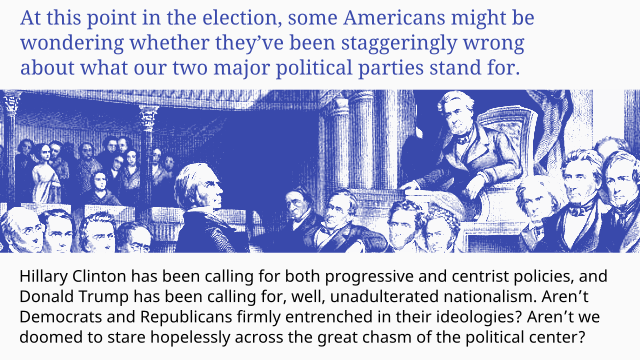 At this point in the election, some Americans might be
wondering whether they’ve been staggeringly wrong
about what our two major political parties stand for.
Hillary Clinton has been calling for both progressive and centrist policies, and
Donald Trump has been calling for, well, unadulterated nationalism. Aren’t
Democrats and Republicans firmly entrenched in their ideologies? Aren’t we
doomed to stare hopelessly across the great chasm of the political center?